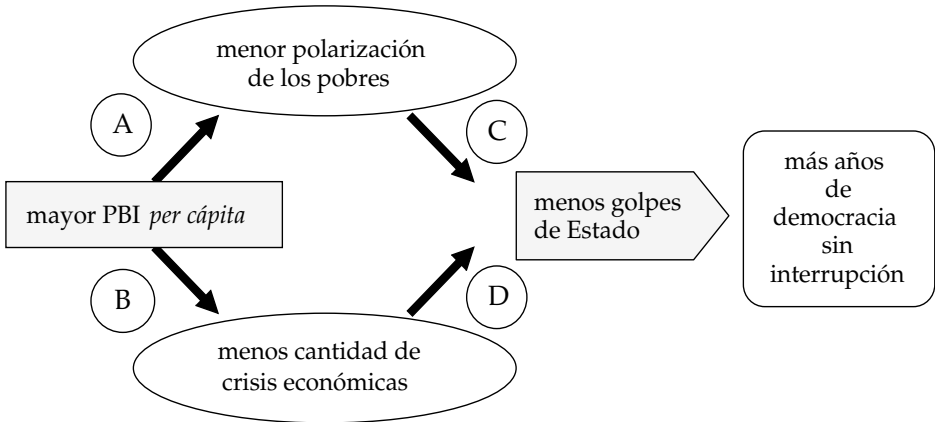 menor polarización
de los pobres
A
C
mayor PBI per cápita
menos golpes
de Estado
más años
de
democracia
sin
interrupción
B
D
menos cantidad de
crisis económicas